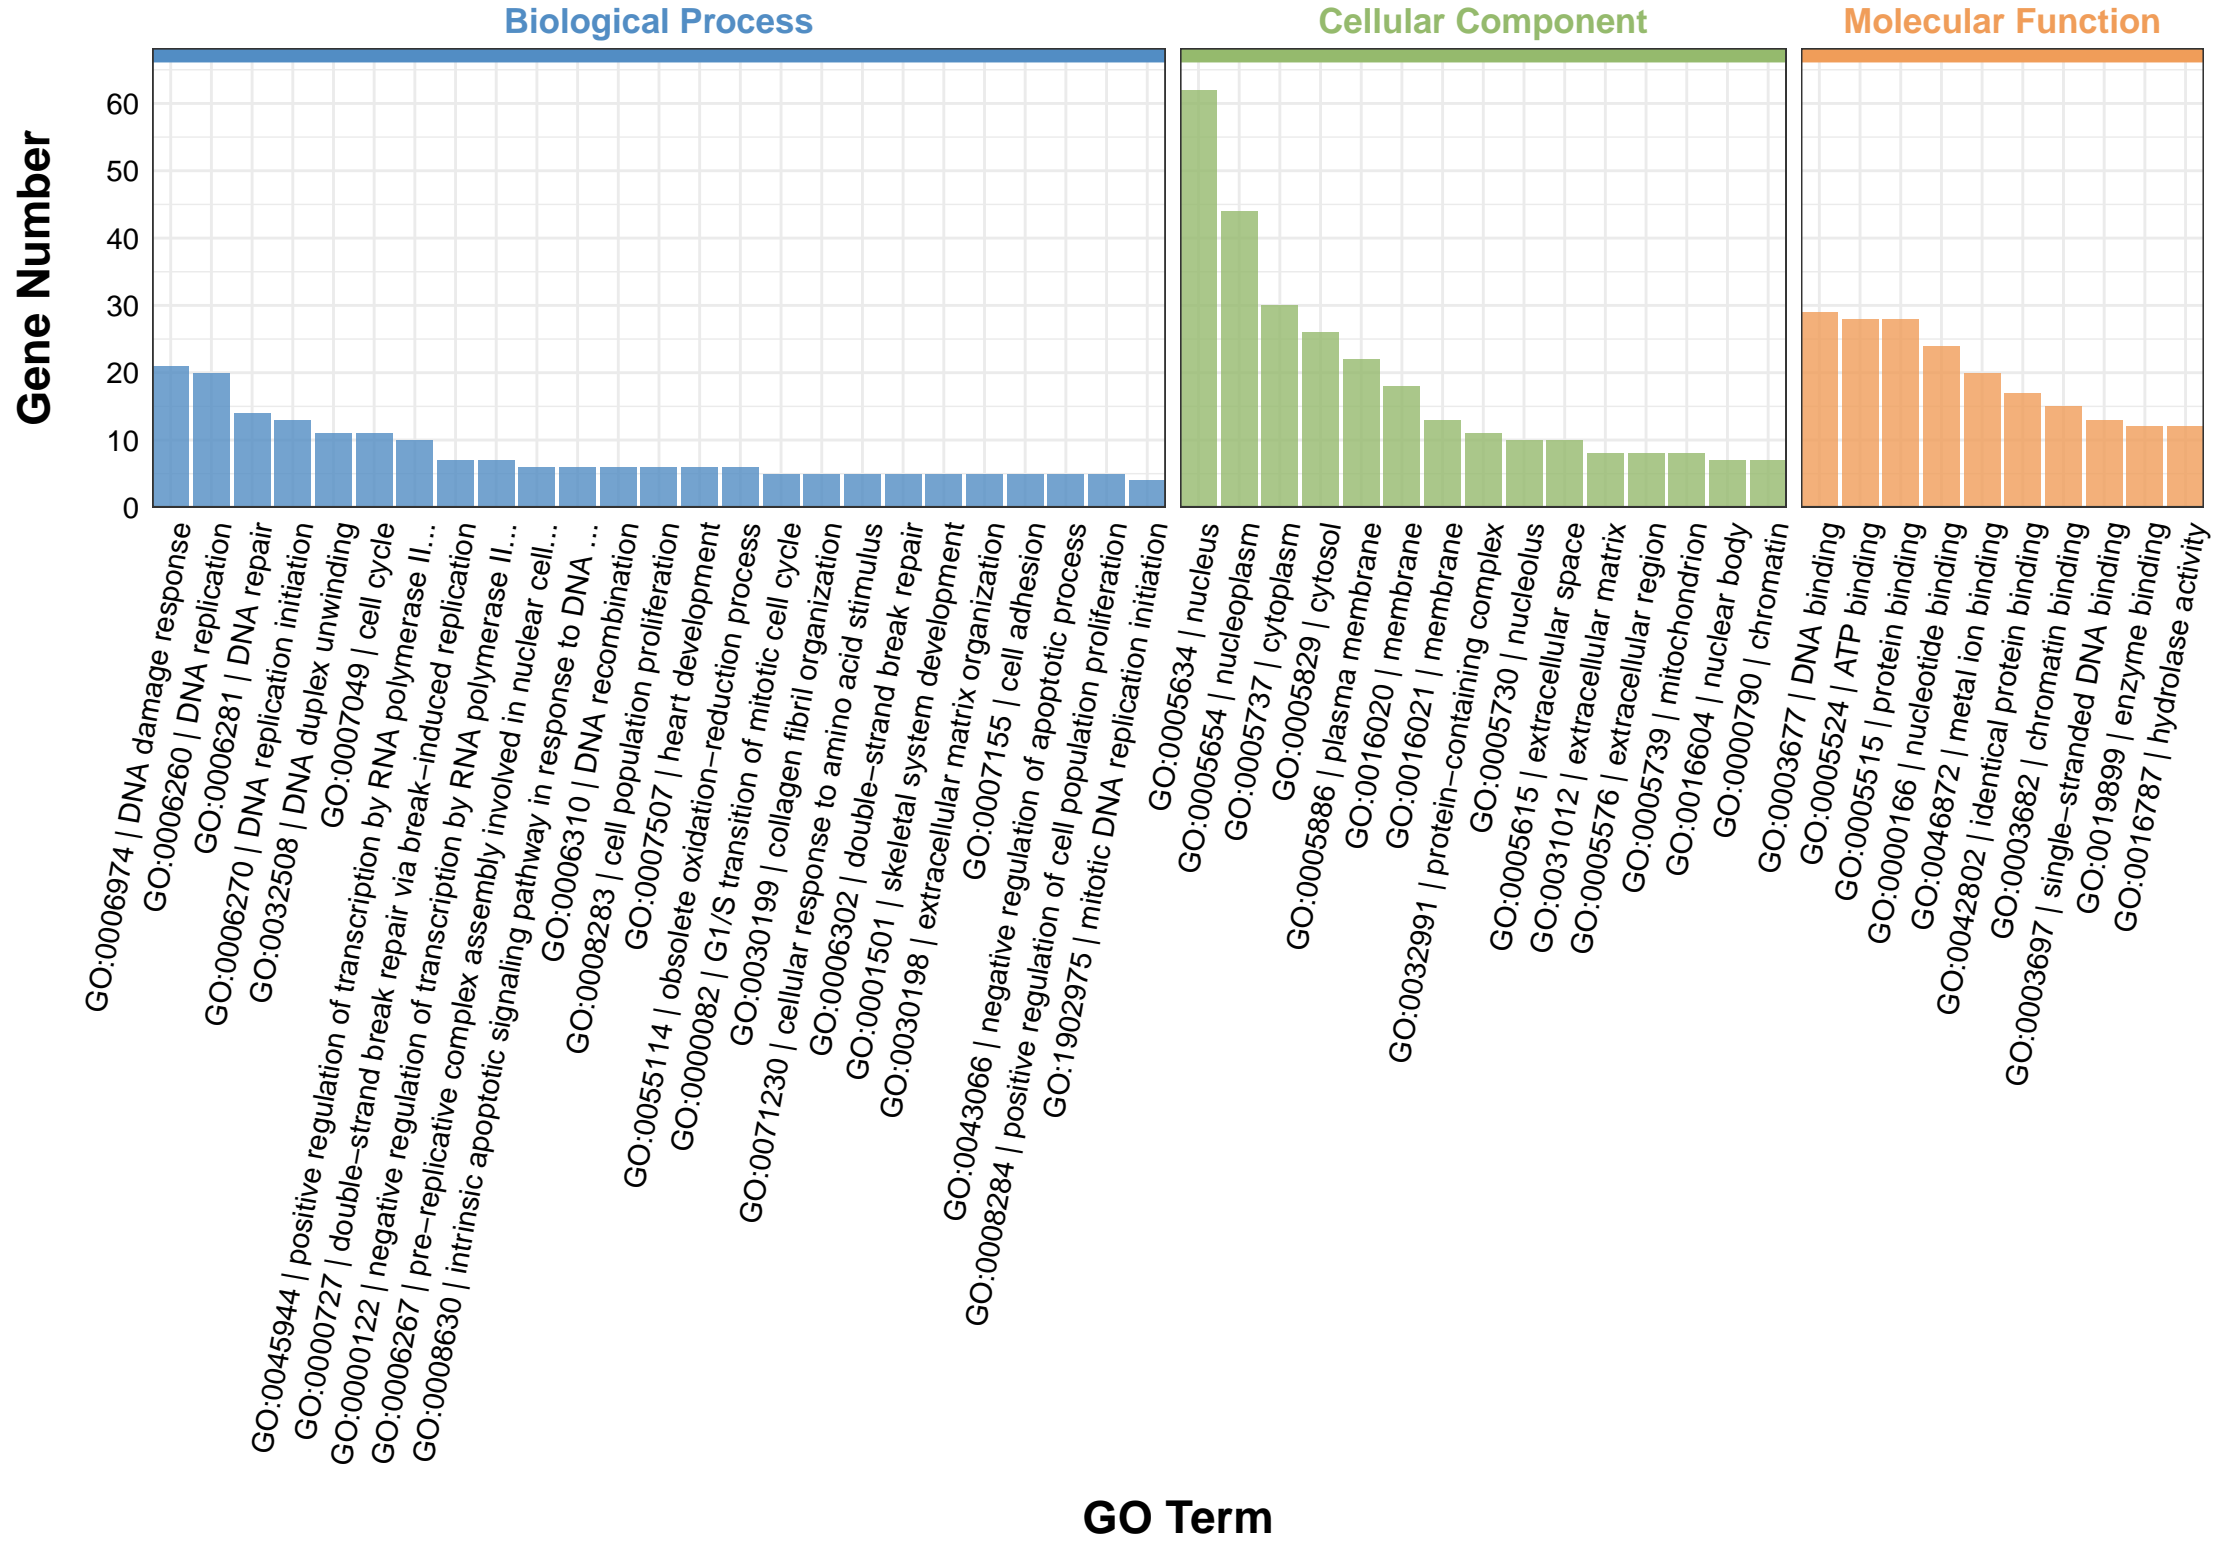 Biological Process
Cellular Component
Molecular Function
Gene Number
60
50
40
30
20
10
0
GO:0006974 | DNA damage response
GO:0006260 | DNA replication
GO:0006281 | DNA repair
GO:0006270 | DNA replication initiation
GO:0032508 | DNA duplex unwinding
GO:0007049 | cell cycle
GO:0045944 | positive regulation of transcription by RNA polymerase II...
GO:0000727 | double−strand break repair via break−induced replication
GO:0000122 | negative regulation of transcription by RNA polymerase II...
GO:0006267 | pre−replicative complex assembly involved in nuclear cell...
GO:0008630 | intrinsic apoptotic signaling pathway in response to DNA ...
GO:0006310 | DNA recombination
GO:0008283 | cell population proliferation
GO:0007507 | heart development
GO:0055114 | obsolete oxidation−reduction process
GO:0000082 | G1/S transition of mitotic cell cycle
GO:0030199 | collagen fibril organization
GO:0071230 | cellular response to amino acid stimulus
GO:0006302 | double−strand break repair
GO:0001501 | skeletal system development
GO:0030198 | extracellular matrix organization
GO:0007155 | cell adhesion
GO:0043066 | negative regulation of apoptotic process
GO:0008284 | positive regulation of cell population proliferation
GO:1902975 | mitotic DNA replication initiation
GO:0005634 | nucleus
GO:0005654 | nucleoplasm
GO:0005737 | cytoplasm
GO:0005829 | cytosol
GO:0005886 | plasma membrane
GO:0016020 | membrane
GO:0016021 | membrane
GO:0032991 | protein−containing complex
GO:0005730 | nucleolus
GO:0005615 | extracellular space
GO:0031012 | extracellular matrix
GO:0005576 | extracellular region
GO:0005739 | mitochondrion
GO:0016604 | nuclear body
GO:0000790 | chromatin
GO:0003677 | DNA binding
GO:0005524 | ATP binding
GO:0005515 | protein binding
GO:0000166 | nucleotide binding
GO:0046872 | metal ion binding
GO:0042802 | identical protein binding
GO:0003682 | chromatin binding
GO:0003697 | single−stranded DNA binding
GO:0019899 | enzyme binding
GO:0016787 | hydrolase activity
GO Term